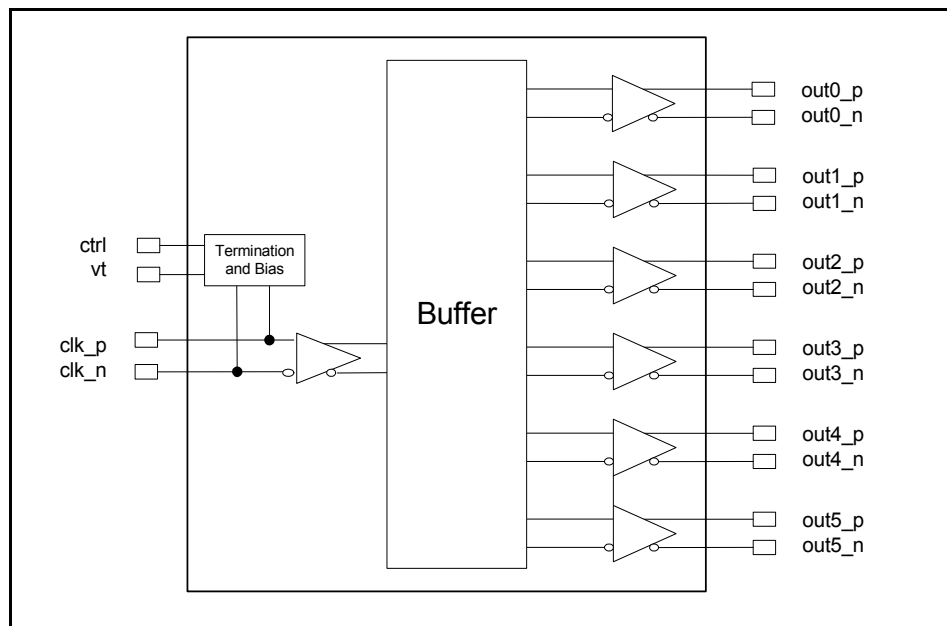 ctrl
vt
clk_p
clk_n
Termination
and Bias
Buffer
out0_p
out0_n
out1_p
out1_n
out2_p
out2_n
out3_p
out3_n
out4_p
out4_n
out5_p
out5_n